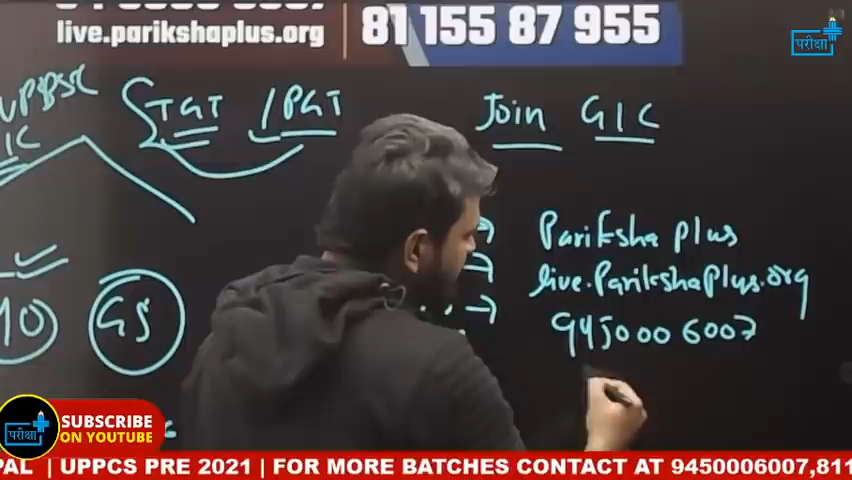 live.parikshaplus.org
81 155 87 955
परीक्षा
UPPSC
TGT / PGT
Join GIC
Pariksha Plus
live.ParikshaPlus.org
9450006007
GS
परीक्षा
SUBSCRIBE
ON YOUTUBE
PAL | UPPCS PRE 2021 | FOR MORE BATCHES CONTACT AT 9450006007,811